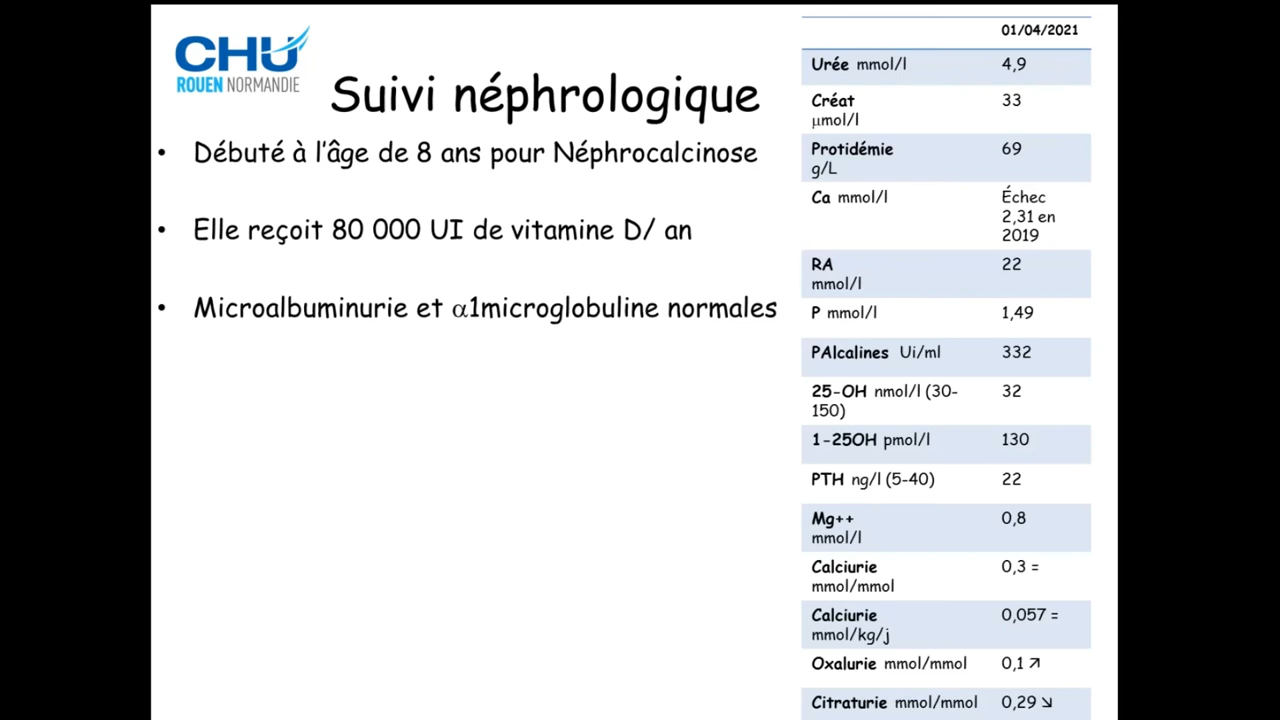 CHU
ROUEN NORMANDIE
Suivi néphrologique
• Débuté à l'âge de 8 ans pour Néphrocalcinose
• Elle reçoit 80 000 UI de vitamine D/ an
• Microalbuminurie et α1microglobuline normales
01/04/2021
Urée mmol/l 4,9
Créat 33
μmol/l
Protidémie 69
g/L
Ca mmol/l Échec
2,31 en
2019
RA 22
mmol/l
P mmol/l 1,49
PAlcalines Ui/ml 332
25-OH nmol/l (30- 32
150)
1-25OH pmol/l 130
PTH ng/l (5-40) 22
Mg++ 0,8
mmol/l
Calciurie 0,3 =
mmol/mmol
Calciurie 0,057 =
mmol/kg/j
Oxalurie mmol/mmol 0,1 ↗
Citraturie mmol/mmol 0,29 ↘